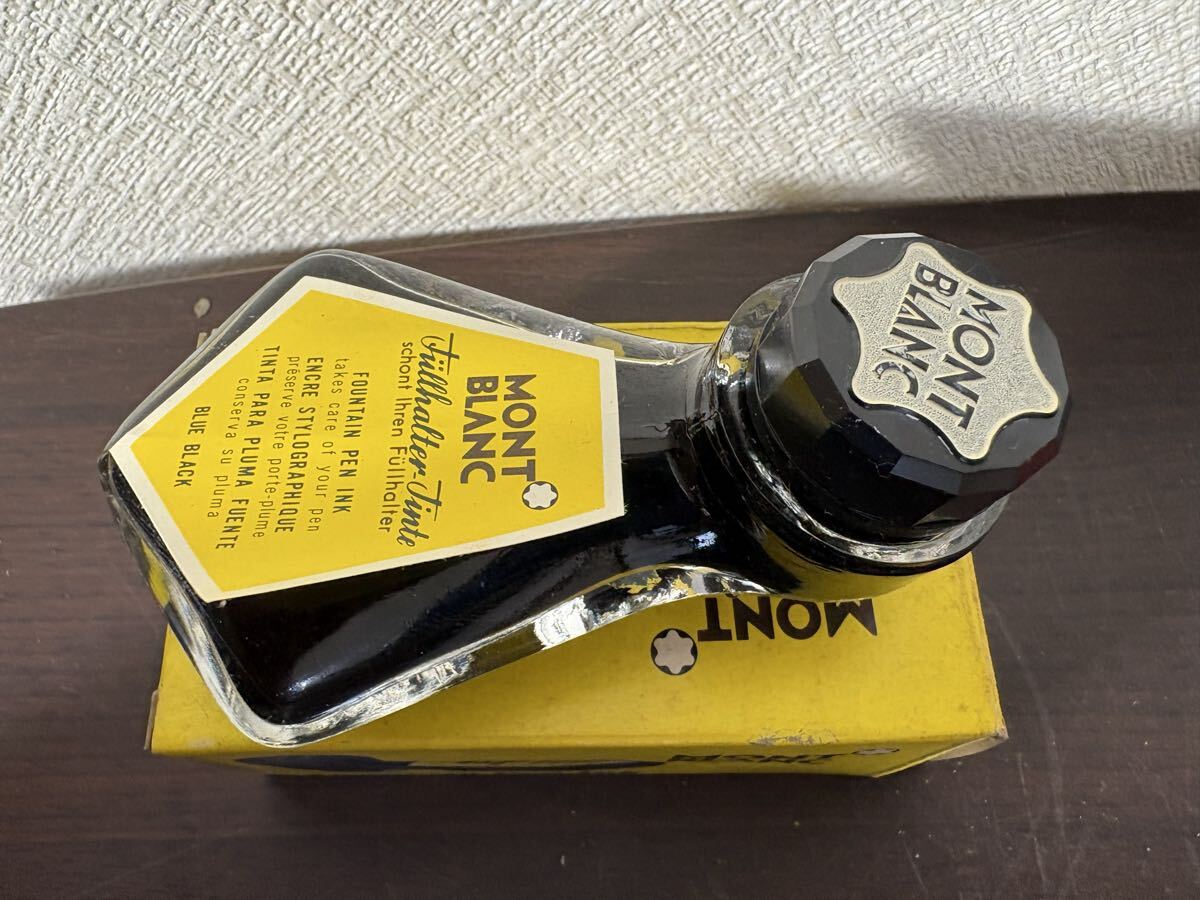 MONT
BLANC
Füllhalter-Tinte
schont Ihren Füllhalter
FOUNTAIN PEN INK
takes care of your pen
ENCRE STYLOGRAPHIQUE
préserve votre porte-plume
TINTA PARA PLUMA FUENTE
conserva su pluma
BLUE BLACK
MONT
BLANC
MONT